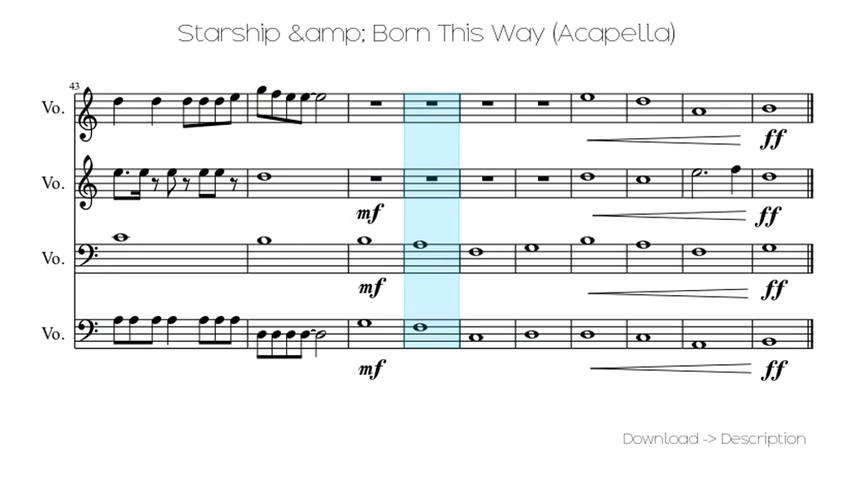 Starship &amp; Born This Way (Acapella)
43
Vo.
ff
Vo.
mf ff
Vo.
mf ff
Vo.
mf ff
Download -> Description